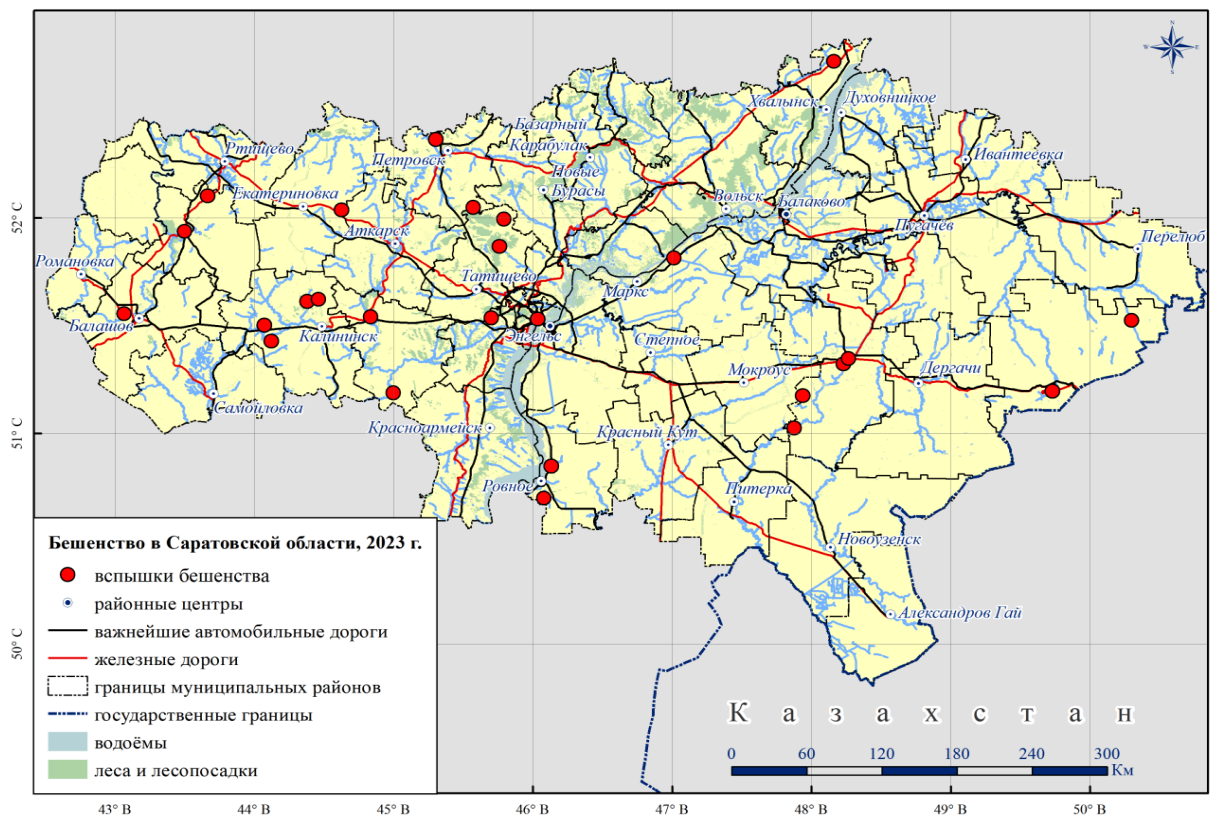 N
W E
S
Хвалынск
Духовницкое
Базарный
Карабулак
Ртищево
Петровск
Ивантеевка
Новые
Бурасы
Екатериновка
Вольск
Балаково
52° С
Пугачёв
Аткарск
Перелюб
Романовка
Татищево
Маркс
Балашов
Калининск
Энгельс
Степное
Мокроус
Дергачи
Самойловка
Красноармейск
Красный Кут
51° С
Ровное
Питерка
Новоузенск
Александров Гай
50° С
Бешенство в Саратовской области, 2023 г.
вспышки бешенства
районные центры
важнейшие автомобильные дороги
железные дороги
границы муниципальных районов
государственные границы
водоёмы
леса и лесопосадки
Казахстан
0 60 120 180 240 300
Км
43° В 44° В 45° В 46° В 47° В 48° В 49° В 50° В